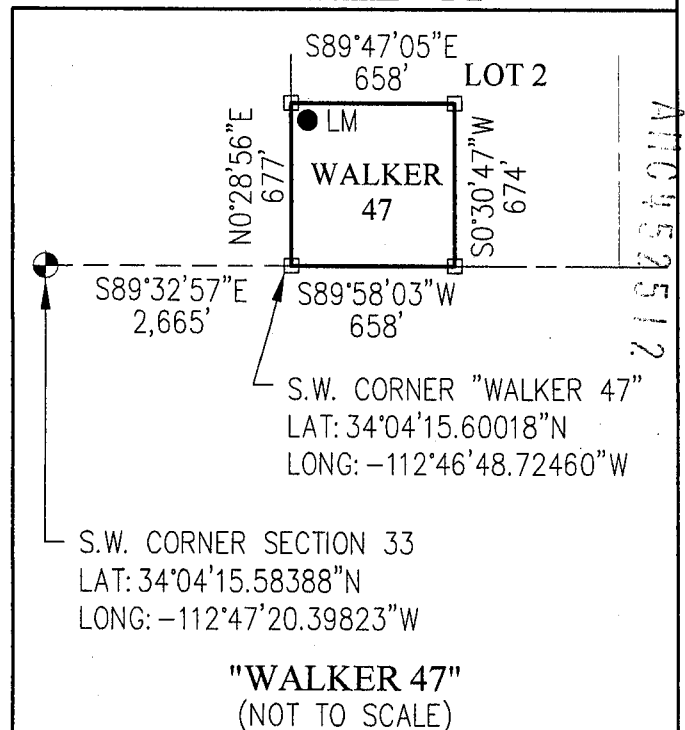 S89°47'05"E
658'
LOT 2
LM
N0°28'56"E
677'
WALKER
47
S0°30'47"W
674'
AMC452512
S89°32'57"E
2,665'
S89°58'03"W
658'
S.W. CORNER "WALKER 47"
LAT: 34°04'15.60018"N
LONG: -112°46'48.72460"W
S.W. CORNER SECTION 33
LAT: 34°04'15.58388"N
LONG: -112°47'20.39823"W
"WALKER 47"
(NOT TO SCALE)